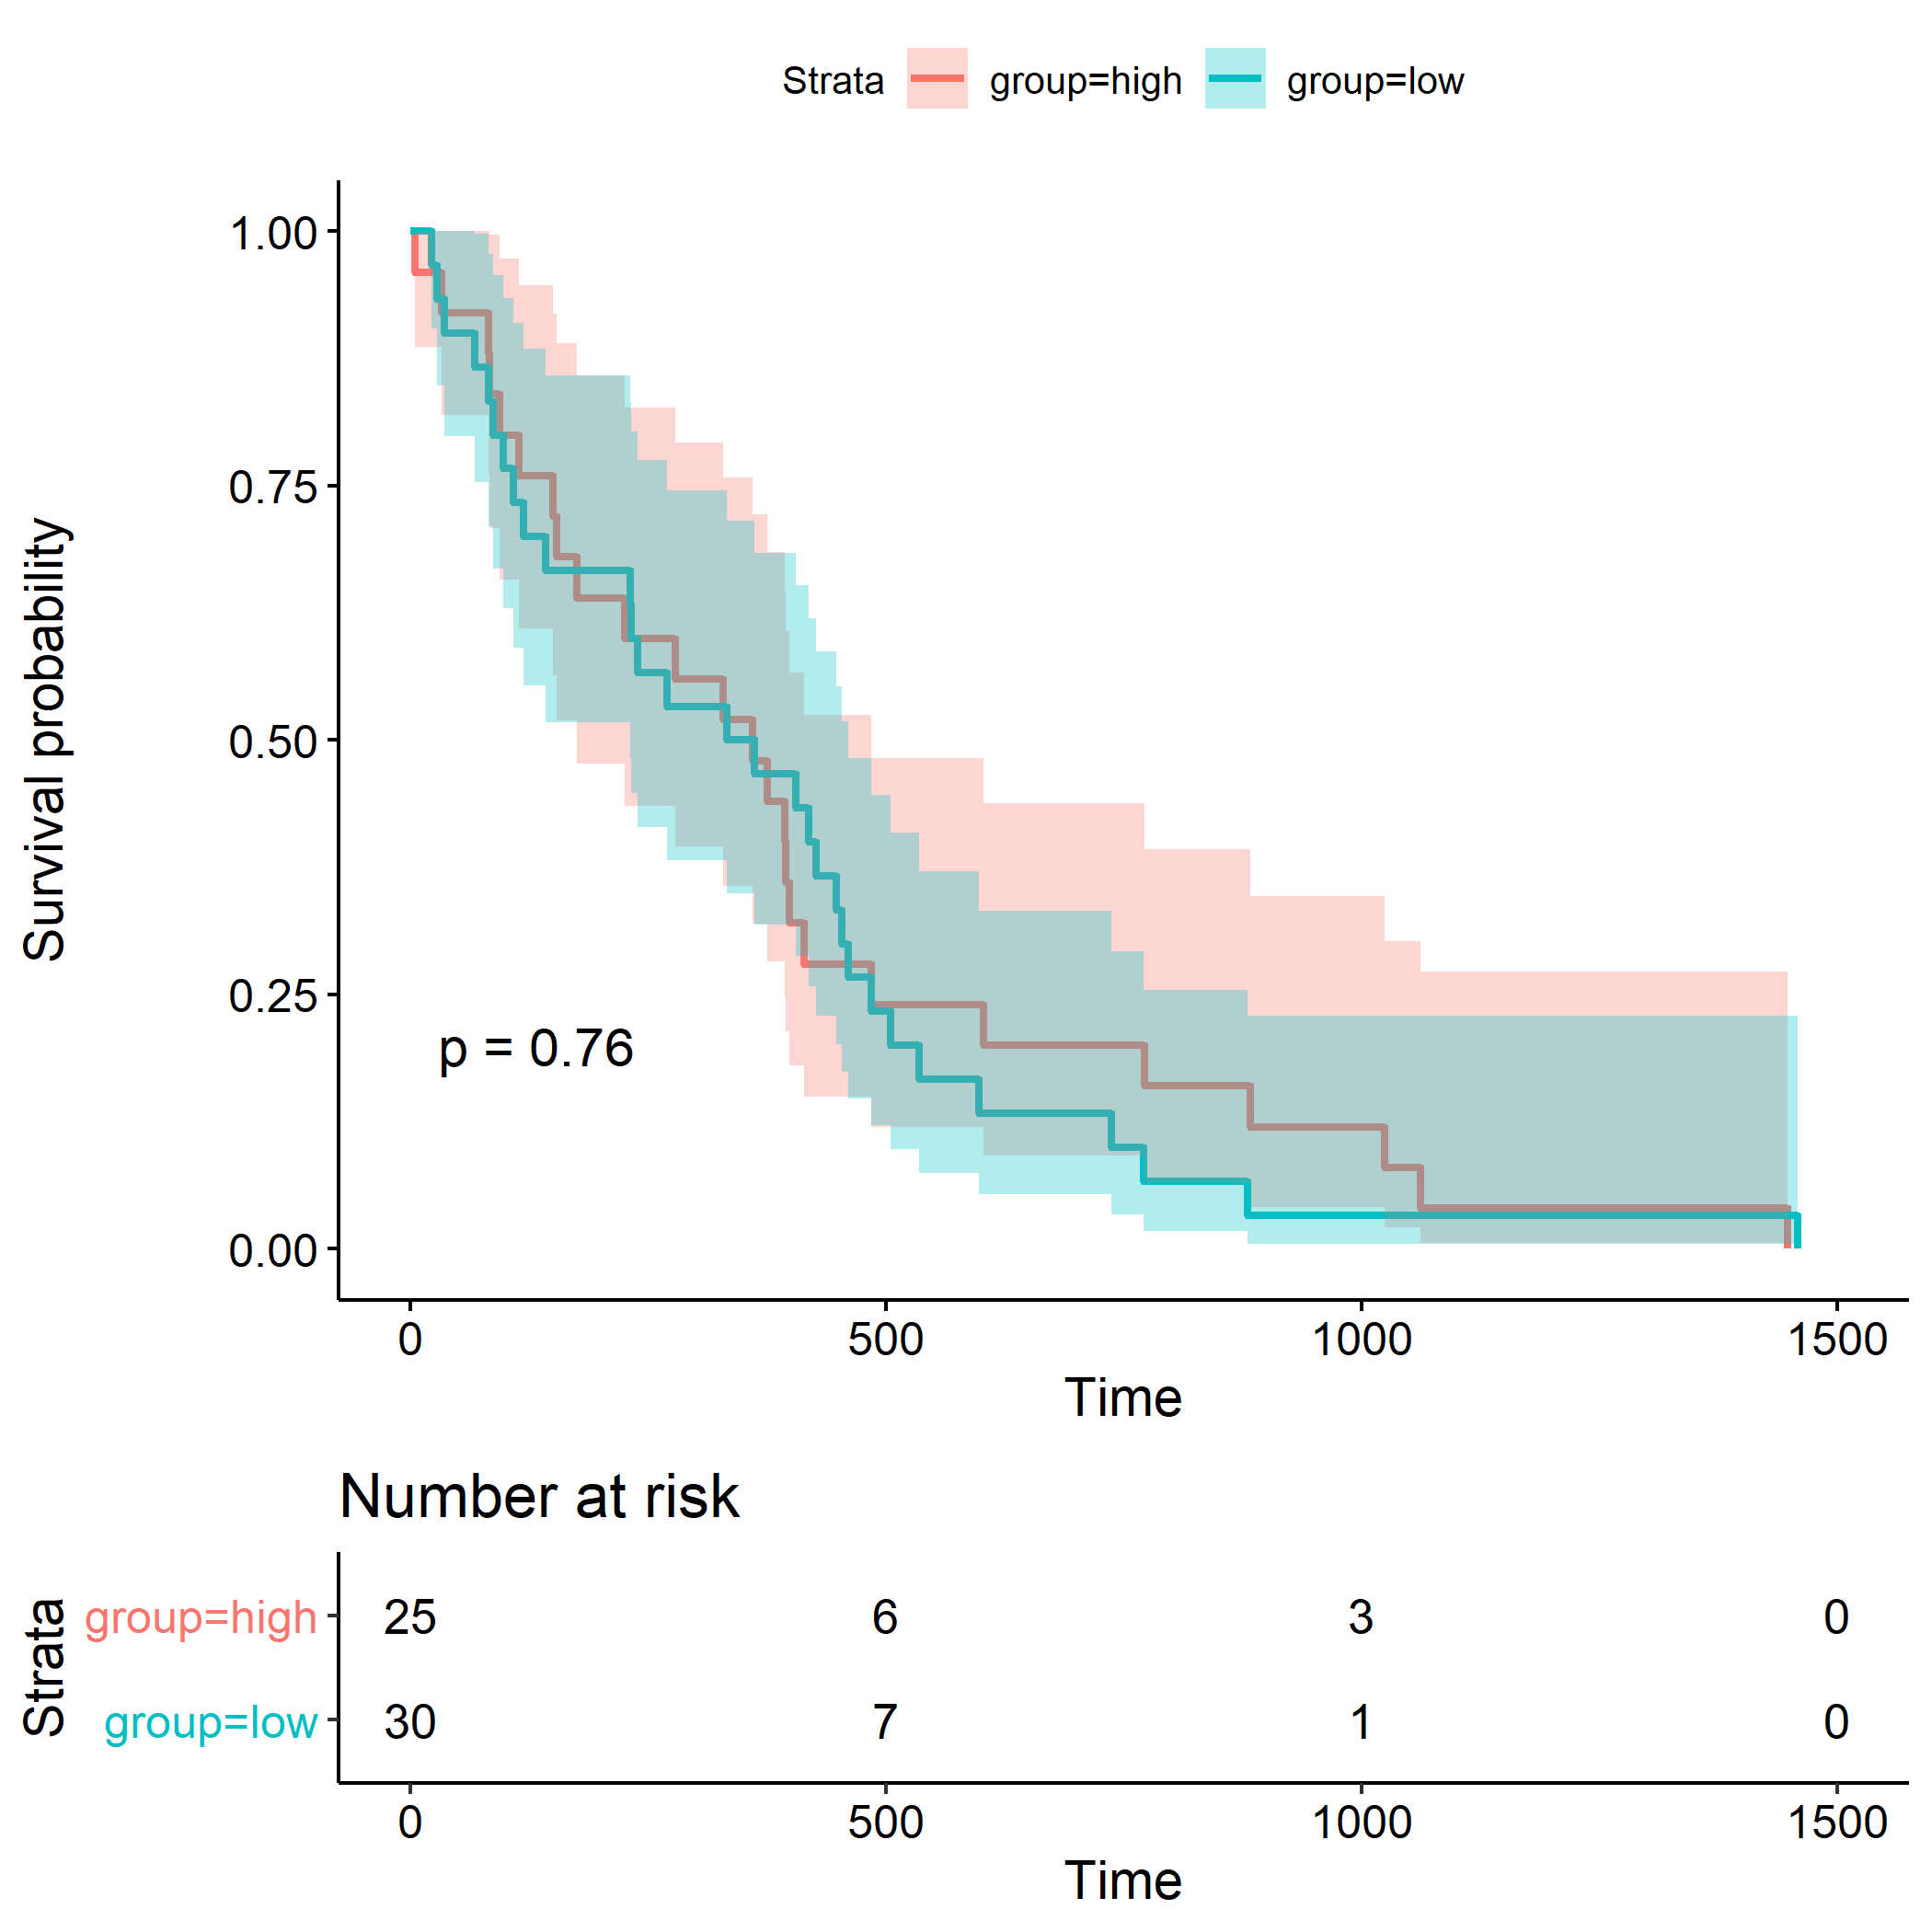 Strata group=high group=low
1.00
0.75
0.50
0.25
0.00
Survival probability
p = 0.76
0 500 1000 1500
Time
Number at risk
Strata
group=high 25 6 3 0
group=low 30 7 1 0
0 500 1000 1500
Time